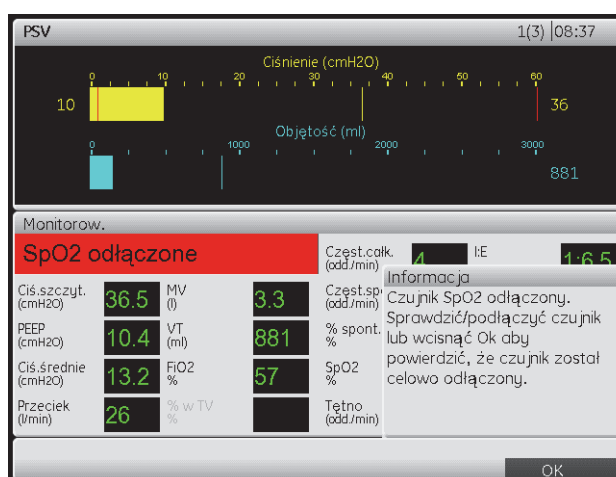 PSV 1(3) 08:37
Ciśnienie (cmH2O)
0 10 20 30 40 50 60
10 36
Objętość (ml)
0 1000 2000 3000
881
Monitorow.
SpO2 odłączone
Częst.całk. (odd./min) 4 I:E 1:6.5
Ciś.szczyt. (cmH2O) 36.5 MV (l) 3.3 Częst.spo (odd./min)
PEEP (cmH2O) 10.4 VT (ml) 881 % spont. %
Ciś.średnie (cmH2O) 13.2 FiO2 % 57 SpO2 %
Przeciek (l/min) 26 % w TV % Tętno (odd./min)
Informacja
Czujnik SpO2 odłączony.
Sprawdzić/podłączyć czujnik
lub wcisnąć Ok aby
powierdzić, że czujnik został
celowo odłączony.
OK